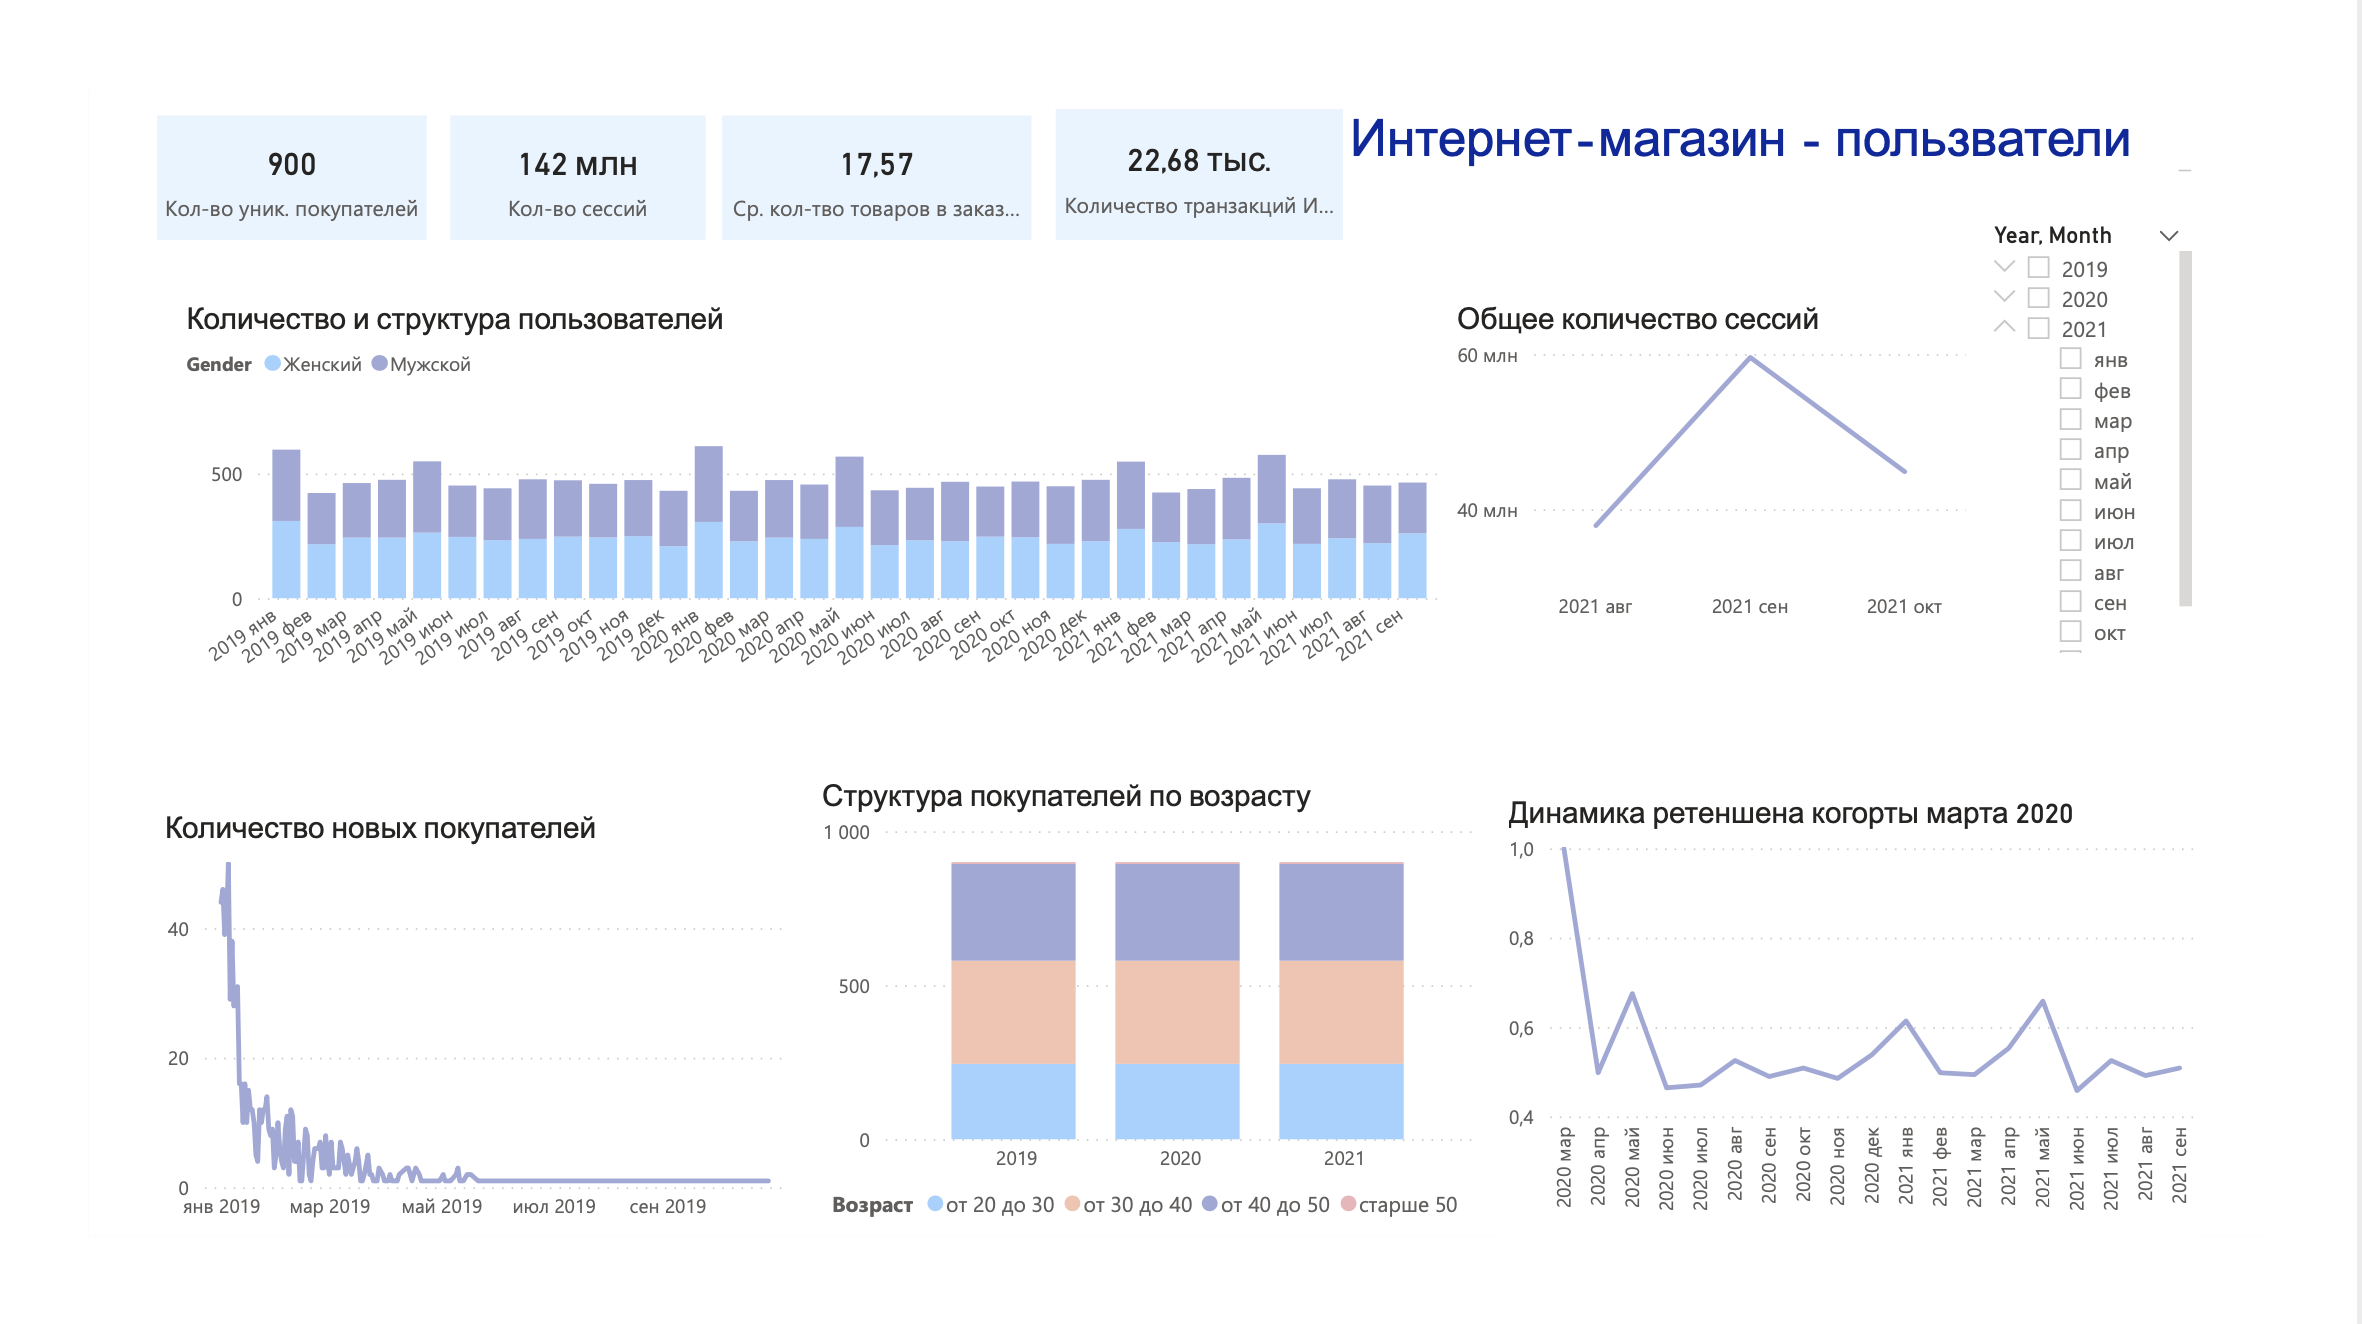 Интернет-магазин - пользватели
900
Кол-во уник. покупателей
142 млн
Кол-во сессий
17,57
Ср. кол-тво товаров в заказ...
22,68 тыс.
Количество транзакций И...
Year, Month
2019
2020
2021
янв
фев
мар
апр
май
июн
июл
авг
сен
окт
Количество и структура пользователей
Gender Женский Мужской
500
0
2019 янв 2019 фев 2019 мар 2019 апр 2019 май 2019 июн 2019 июл 2019 авг 2019 сен 2019 окт 2019 ноя 2019 дек 2020 янв 2020 фев 2020 мар 2020 апр 2020 май 2020 июн 2020 июл 2020 авг 2020 сен 2020 окт 2020 ноя 2020 дек 2021 янв 2021 фев 2021 мар 2021 апр 2021 май 2021 июн 2021 июл 2021 авг 2021 сен
Общее количество сессий
60 млн
40 млн
2021 авг 2021 сен 2021 окт
Количество новых покупателей
40
20
0
янв 2019 мар 2019 май 2019 июл 2019 сен 2019
Структура покупателей по возрасту
1 000
500
0
2019 2020 2021
Возраст от 20 до 30 от 30 до 40 от 40 до 50 старше 50
Динамика ретеншена когорты марта 2020
1,0
0,8
0,6
0,4
2020 мар 2020 апр 2020 май 2020 июн 2020 июл 2020 авг 2020 сен 2020 окт 2020 ноя 2020 дек 2021 янв 2021 фев 2021 мар 2021 апр 2021 май 2021 июн 2021 июл 2021 авг 2021 сен